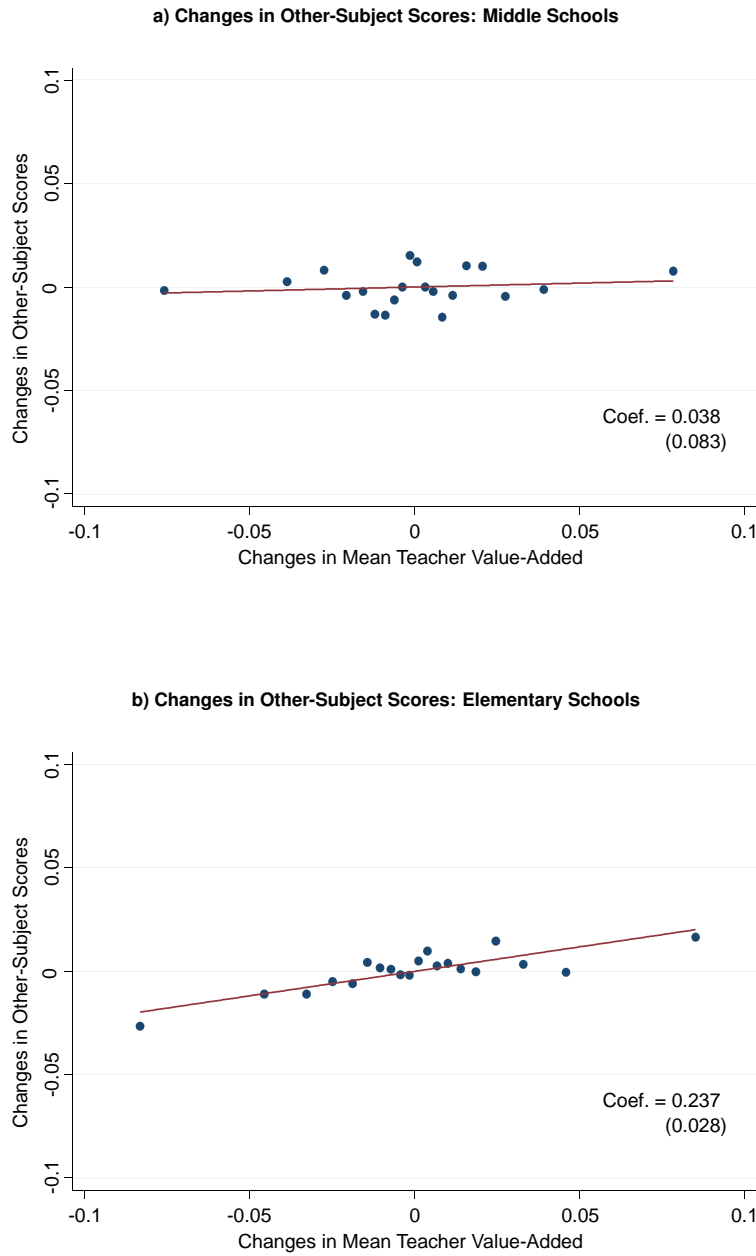 a) Changes in Other-Subject Scores: Middle Schools
0.1
0.05
0
-0.05
-0.1
Changes in Other-Subject Scores
Coef. = 0.038
(0.083)
-0.1 -0.05 0 0.05 0.1
Changes in Mean Teacher Value-Added
b) Changes in Other-Subject Scores: Elementary Schools
0.1
0.05
0
-0.05
-0.1
Changes in Other-Subject Scores
Coef. = 0.237
(0.028)
-0.1 -0.05 0 0.05 0.1
Changes in Mean Teacher Value-Added